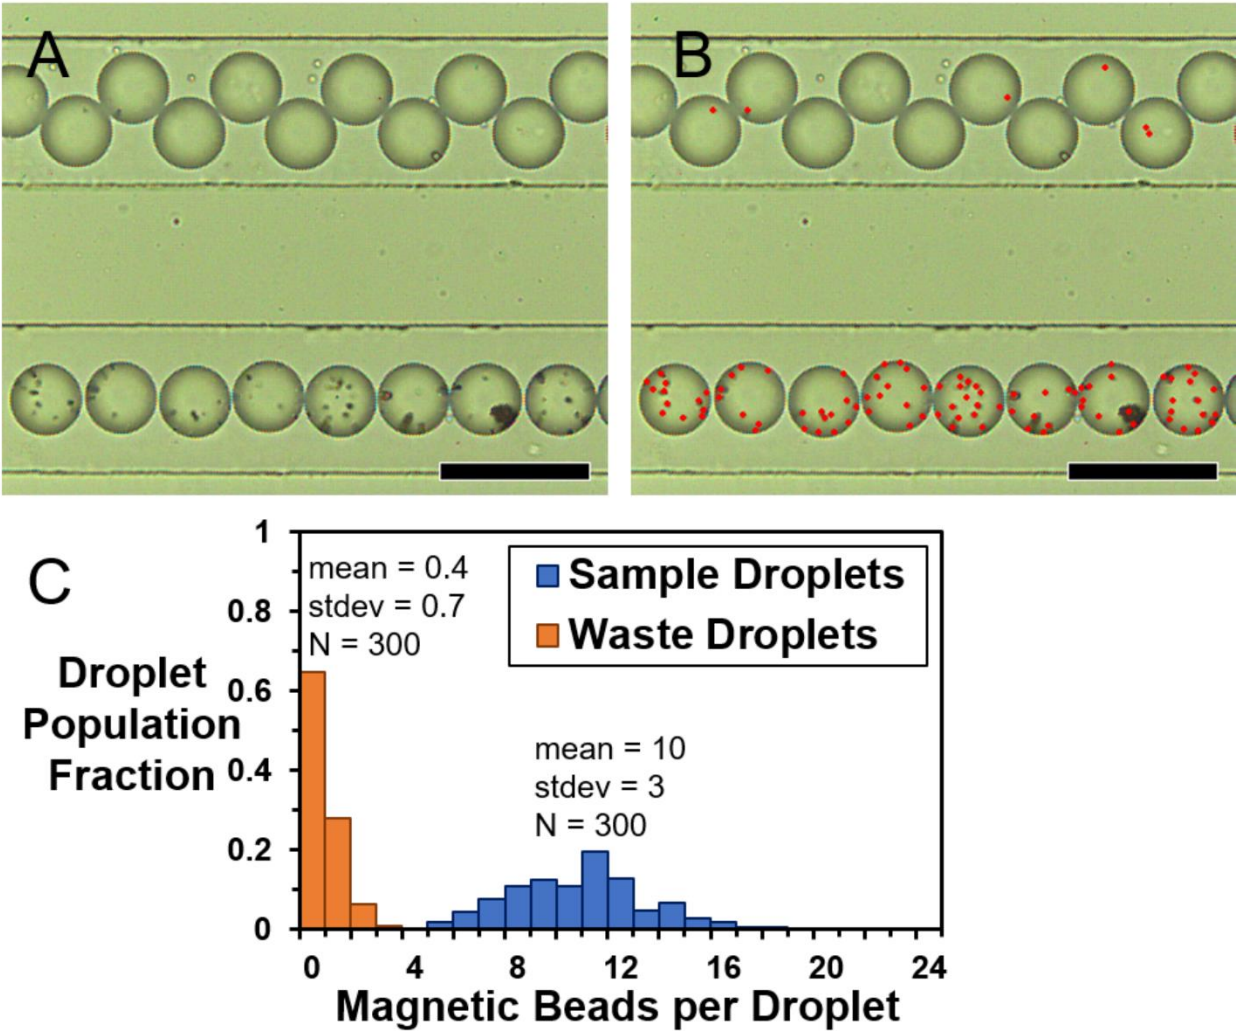 A
B
C
1
0.8
0.6
0.4
0.2
0
Droplet
Population
Fraction
mean = 0.4
stdev = 0.7
N = 300
Sample Droplets
Waste Droplets
mean = 10
stdev = 3
N = 300
0 4 8 12 16 20 24
Magnetic Beads per Droplet